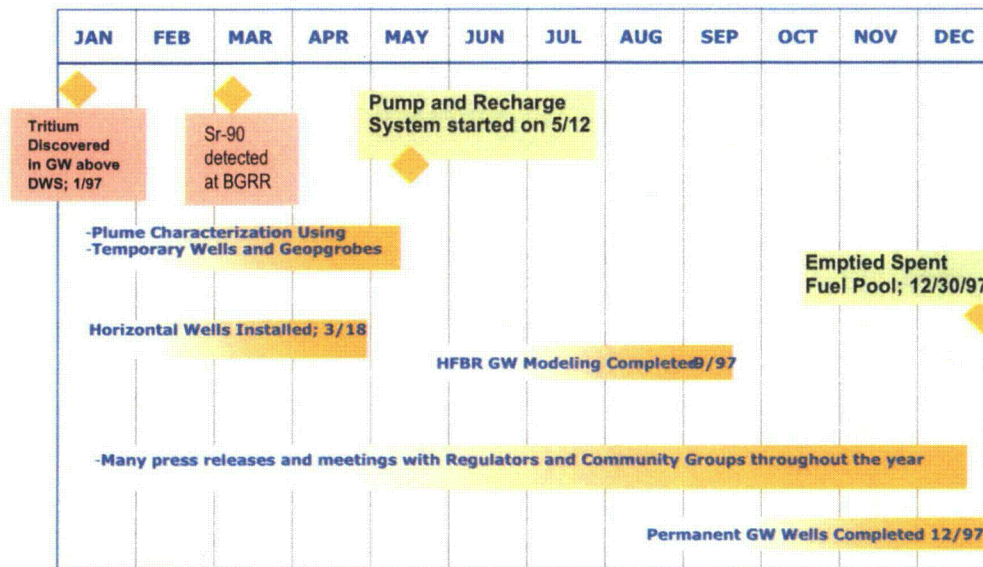 JAN FEB MAR APR MAY JUN JUL AUG SEP OCT NOV DEC
Tritium
Discovered
in GW above
DWS; 1/97
Sr-90
detected
at BGRR
Pump and Recharge
System started on 5/12
-Plume Characterization Using
-Temporary Wells and Geopgrobes
Emptied Spent
Fuel Pool; 12/30/97
Horizontal Wells Installed; 3/18
HFBR GW Modeling Completed9/97
-Many press releases and meetings with Regulators and Community Groups throughout the year
Permanent GW Wells Completed 12/97